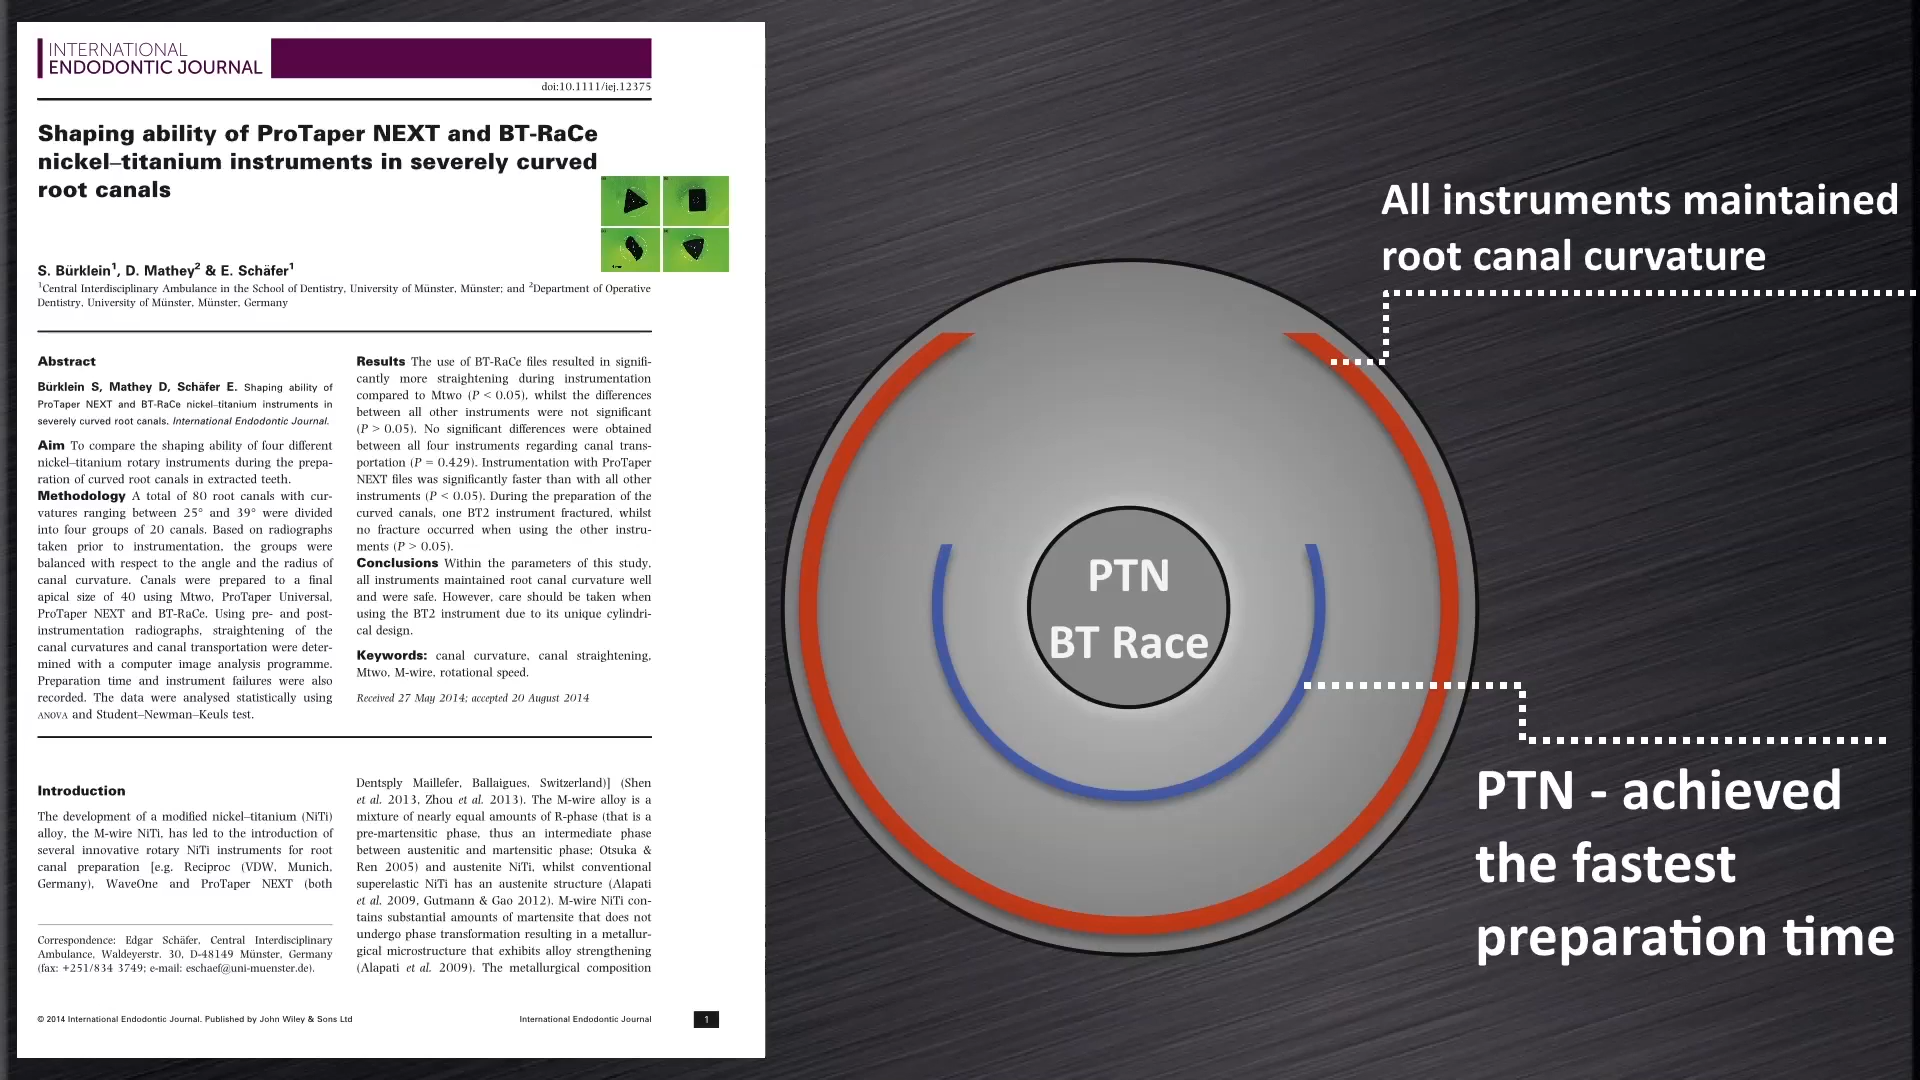 INTERNATIONAL
ENDODONTIC JOURNAL
doi:10.1111/iej.12375
Shaping ability of ProTaper NEXT and BT-RaCe
nickel–titanium instruments in severely curved
root canals
S. Bürklein1, D. Mathey2 & E. Schäfer1
1Central Interdisciplinary Ambulance in the School of Dentistry, University of Münster, Münster; and 2Department of Operative
Dentistry, University of Münster, Münster, Germany
Abstract
Bürklein S, Mathey D, Schäfer E. Shaping ability of
ProTaper NEXT and BT-RaCe nickel–titanium instruments in
severely curved root canals. International Endodontic Journal.
Aim To compare the shaping ability of four different
nickel–titanium rotary instruments during the prepa-
ration of curved root canals in extracted teeth.
Methodology A total of 80 root canals with cur-
vatures ranging between 25° and 39° were divided
into four groups of 20 canals. Based on radiographs
taken prior to instrumentation, the groups were
balanced with respect to the angle and the radius of
canal curvature. Canals were prepared to a final
apical size of 40 using Mtwo, ProTaper Universal,
ProTaper NEXT and BT-RaCe. Using pre- and post-
instrumentation radiographs, straightening of the
canal curvatures and canal transportation were deter-
mined with a computer image analysis programme.
Preparation time and instrument failures were also
recorded. The data were analysed statistically using
ANOVA and Student–Newman–Keuls test.
Results The use of BT-RaCe files resulted in signifi-
cantly more straightening during instrumentation
compared to Mtwo (P < 0.05), whilst the differences
between all other instruments were not significant
(P > 0.05). No significant differences were obtained
between all four instruments regarding canal trans-
portation (P = 0.429). Instrumentation with ProTaper
NEXT files was significantly faster than with all other
instruments (P < 0.05). During the preparation of the
curved canals, one BT2 instrument fractured, whilst
no fracture occurred when using the other instru-
ments (P > 0.05).
Conclusions Within the parameters of this study,
all instruments maintained root canal curvature well
and were safe. However, care should be taken when
using the BT2 instrument due to its unique cylindri-
cal design.
Keywords: canal curvature, canal straightening,
Mtwo, M-wire, rotational speed.
Received 27 May 2014; accepted 20 August 2014
Introduction
The development of a modified nickel–titanium (NiTi)
alloy, the M-wire NiTi, has led to the introduction of
several innovative rotary NiTi instruments for root
canal preparation [e.g. Reciproc (VDW, Munich,
Germany), WaveOne and ProTaper NEXT (both
Dentsply Maillefer, Ballaigues, Switzerland)] (Shen
et al. 2013, Zhou et al. 2013). The M-wire alloy is a
mixture of nearly equal amounts of R-phase (that is a
pre-martensitic phase, thus an intermediate phase
between austenitic and martensitic phase; Otsuka &
Ren 2005) and austenite NiTi, whilst conventional
superelastic NiTi has an austenite structure (Alapati
et al. 2009, Gutmann & Gao 2012). M-wire NiTi con-
tains substantial amounts of martensite that does not
undergo phase transformation resulting in a metallur-
gical microstructure that exhibits alloy strengthening
(Alapati et al. 2009). The metallurgical composition
Correspondence: Edgar Schäfer, Central Interdisciplinary
Ambulance, Waldeyerstr. 30, D-48149 Münster, Germany
(fax: +251/834 3749; e-mail: eschaef@uni-muenster.de).
© 2014 International Endodontic Journal. Published by John Wiley & Sons Ltd
International Endodontic Journal
1
All instruments maintained
root canal curvature
PTN
BT Race
PTN - achieved
the fastest
preparation time